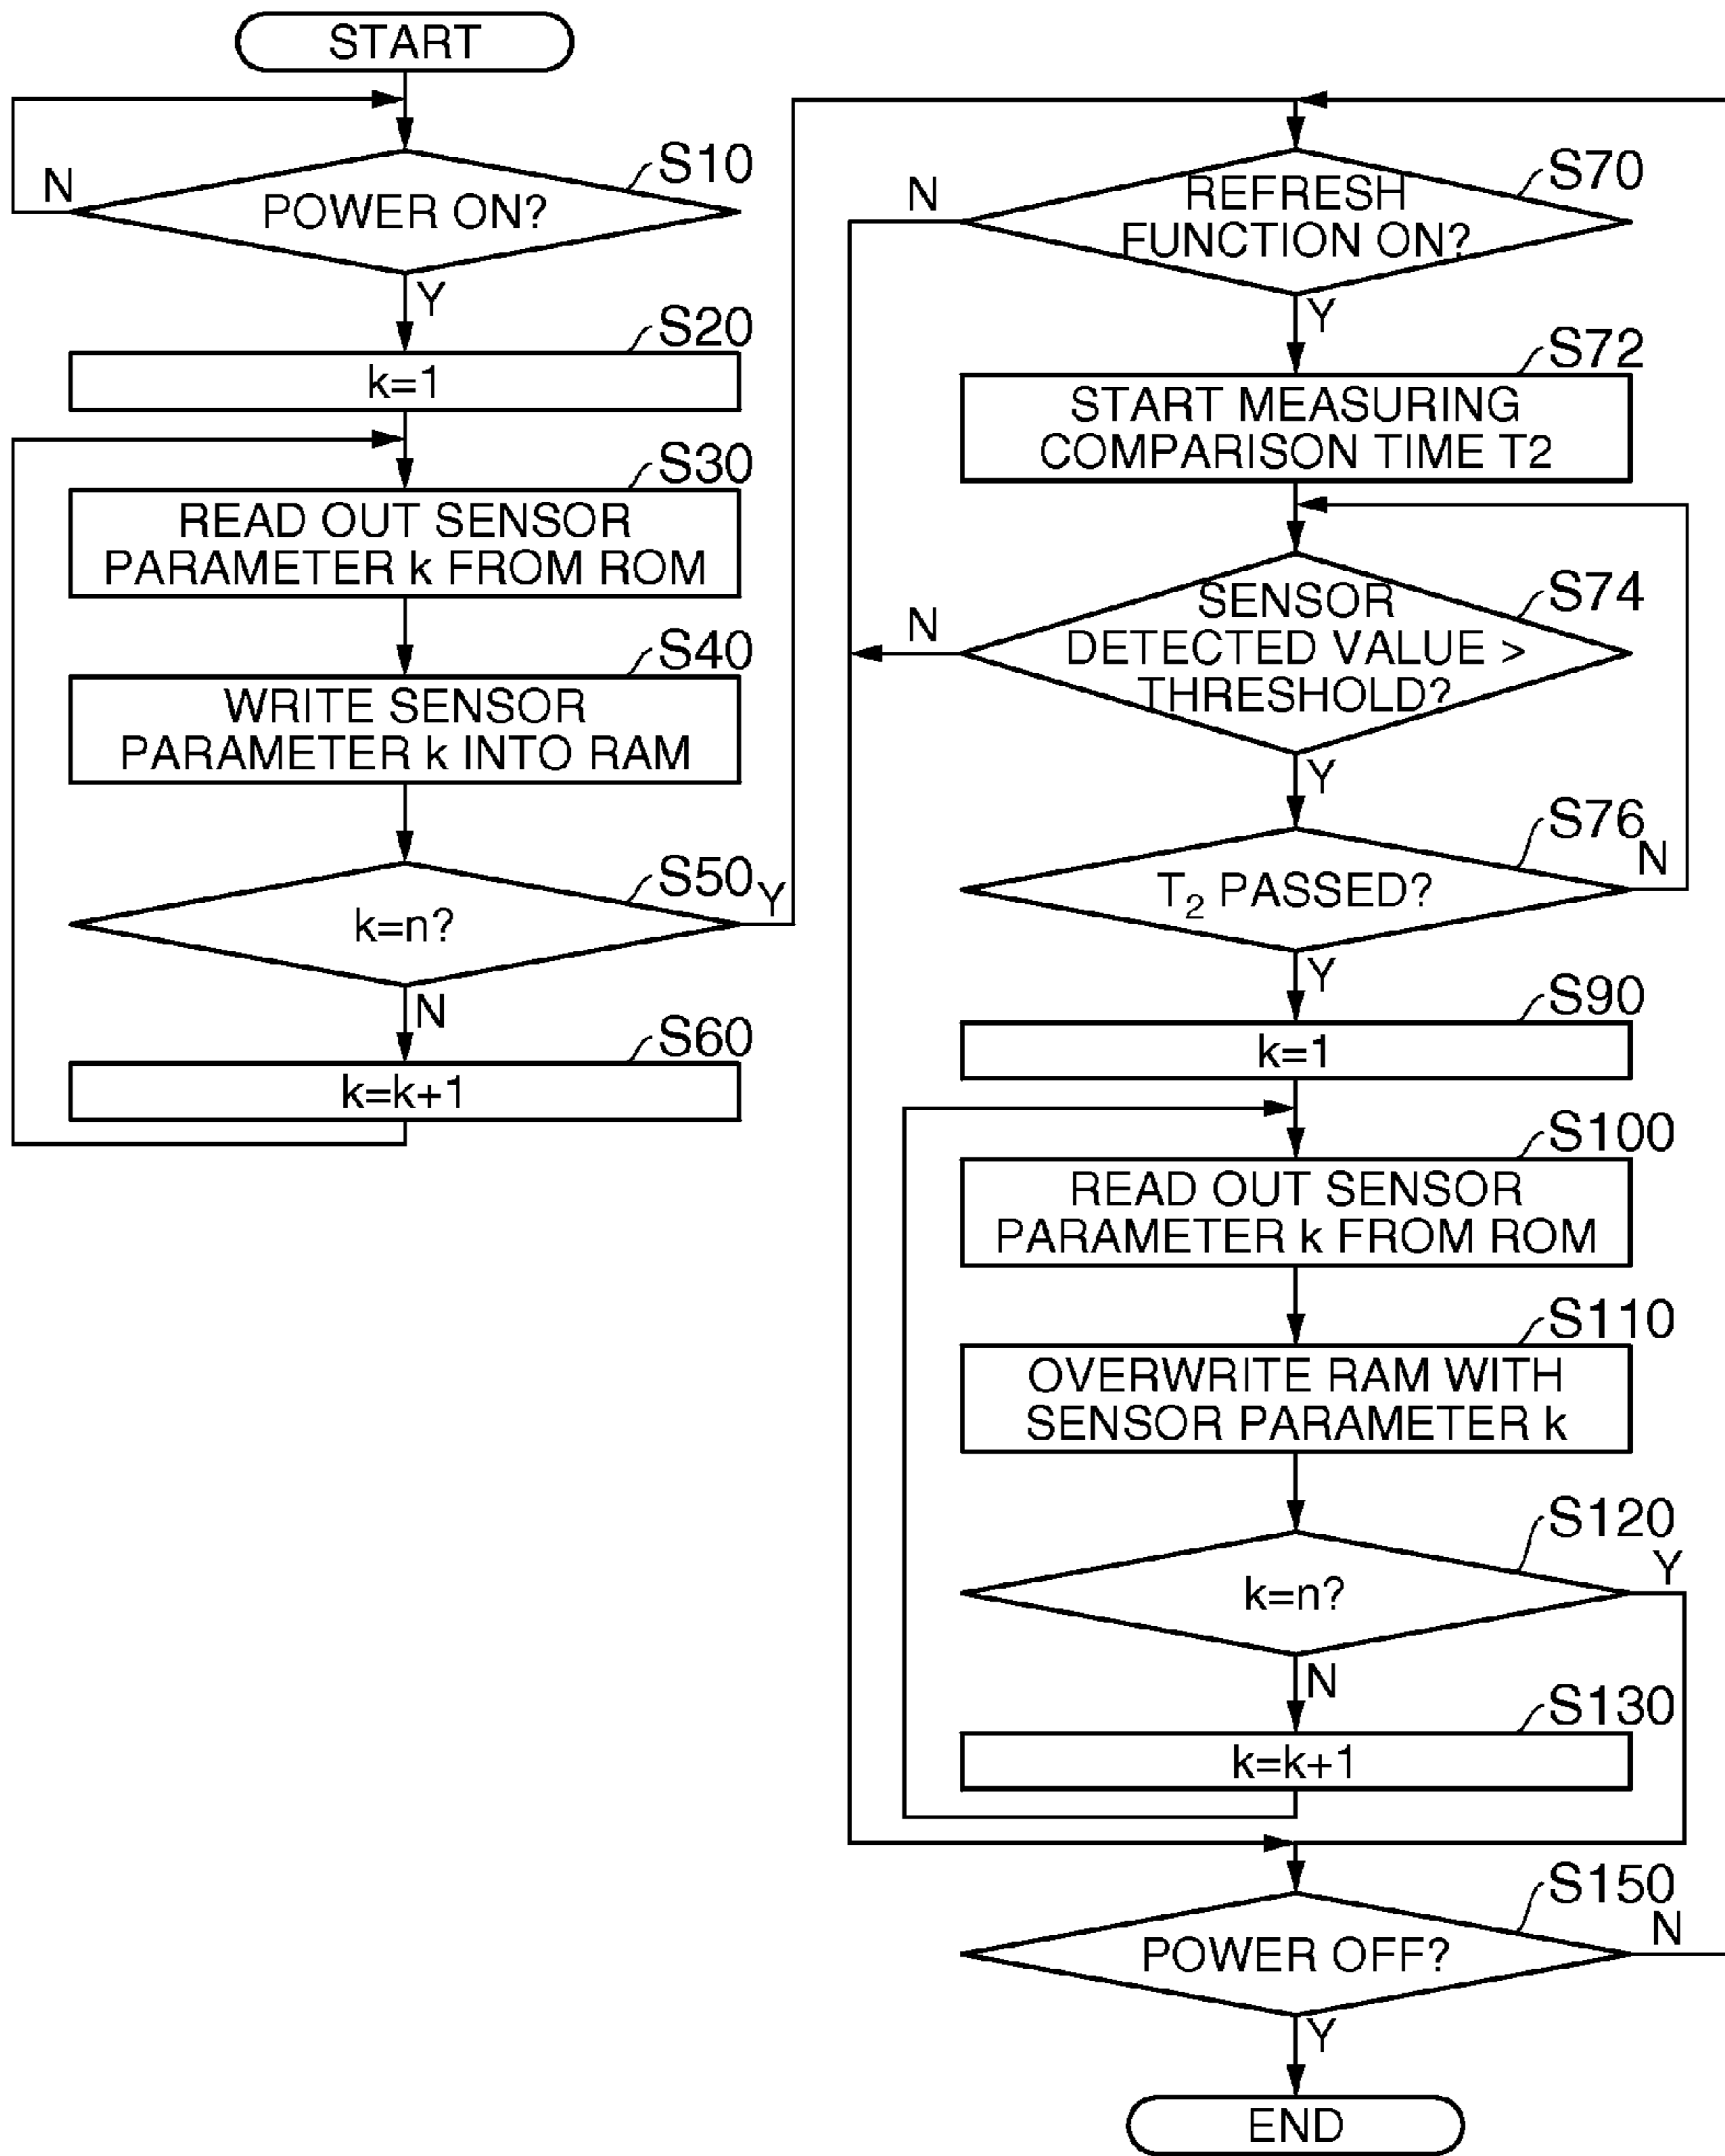 START
S10
N
POWER ON?
Y
S20
k=1
S30
READ OUT SENSOR
PARAMETER k FROM ROM
S40
WRITE SENSOR
PARAMETER k INTO RAM
S50
Y
k=n?
N
S60
k=k+1
S70
N
REFRESH
FUNCTION ON?
Y
S72
START MEASURING
COMPARISON TIME T2
S74
N
SENSOR
DETECTED VALUE >
THRESHOLD?
Y
S76
N
T2 PASSED?
Y
S90
k=1
S100
READ OUT SENSOR
PARAMETER k FROM ROM
S110
OVERWRITE RAM WITH
SENSOR PARAMETER k
S120
Y
k=n?
N
S130
k=k+1
S150
N
POWER OFF?
Y
END